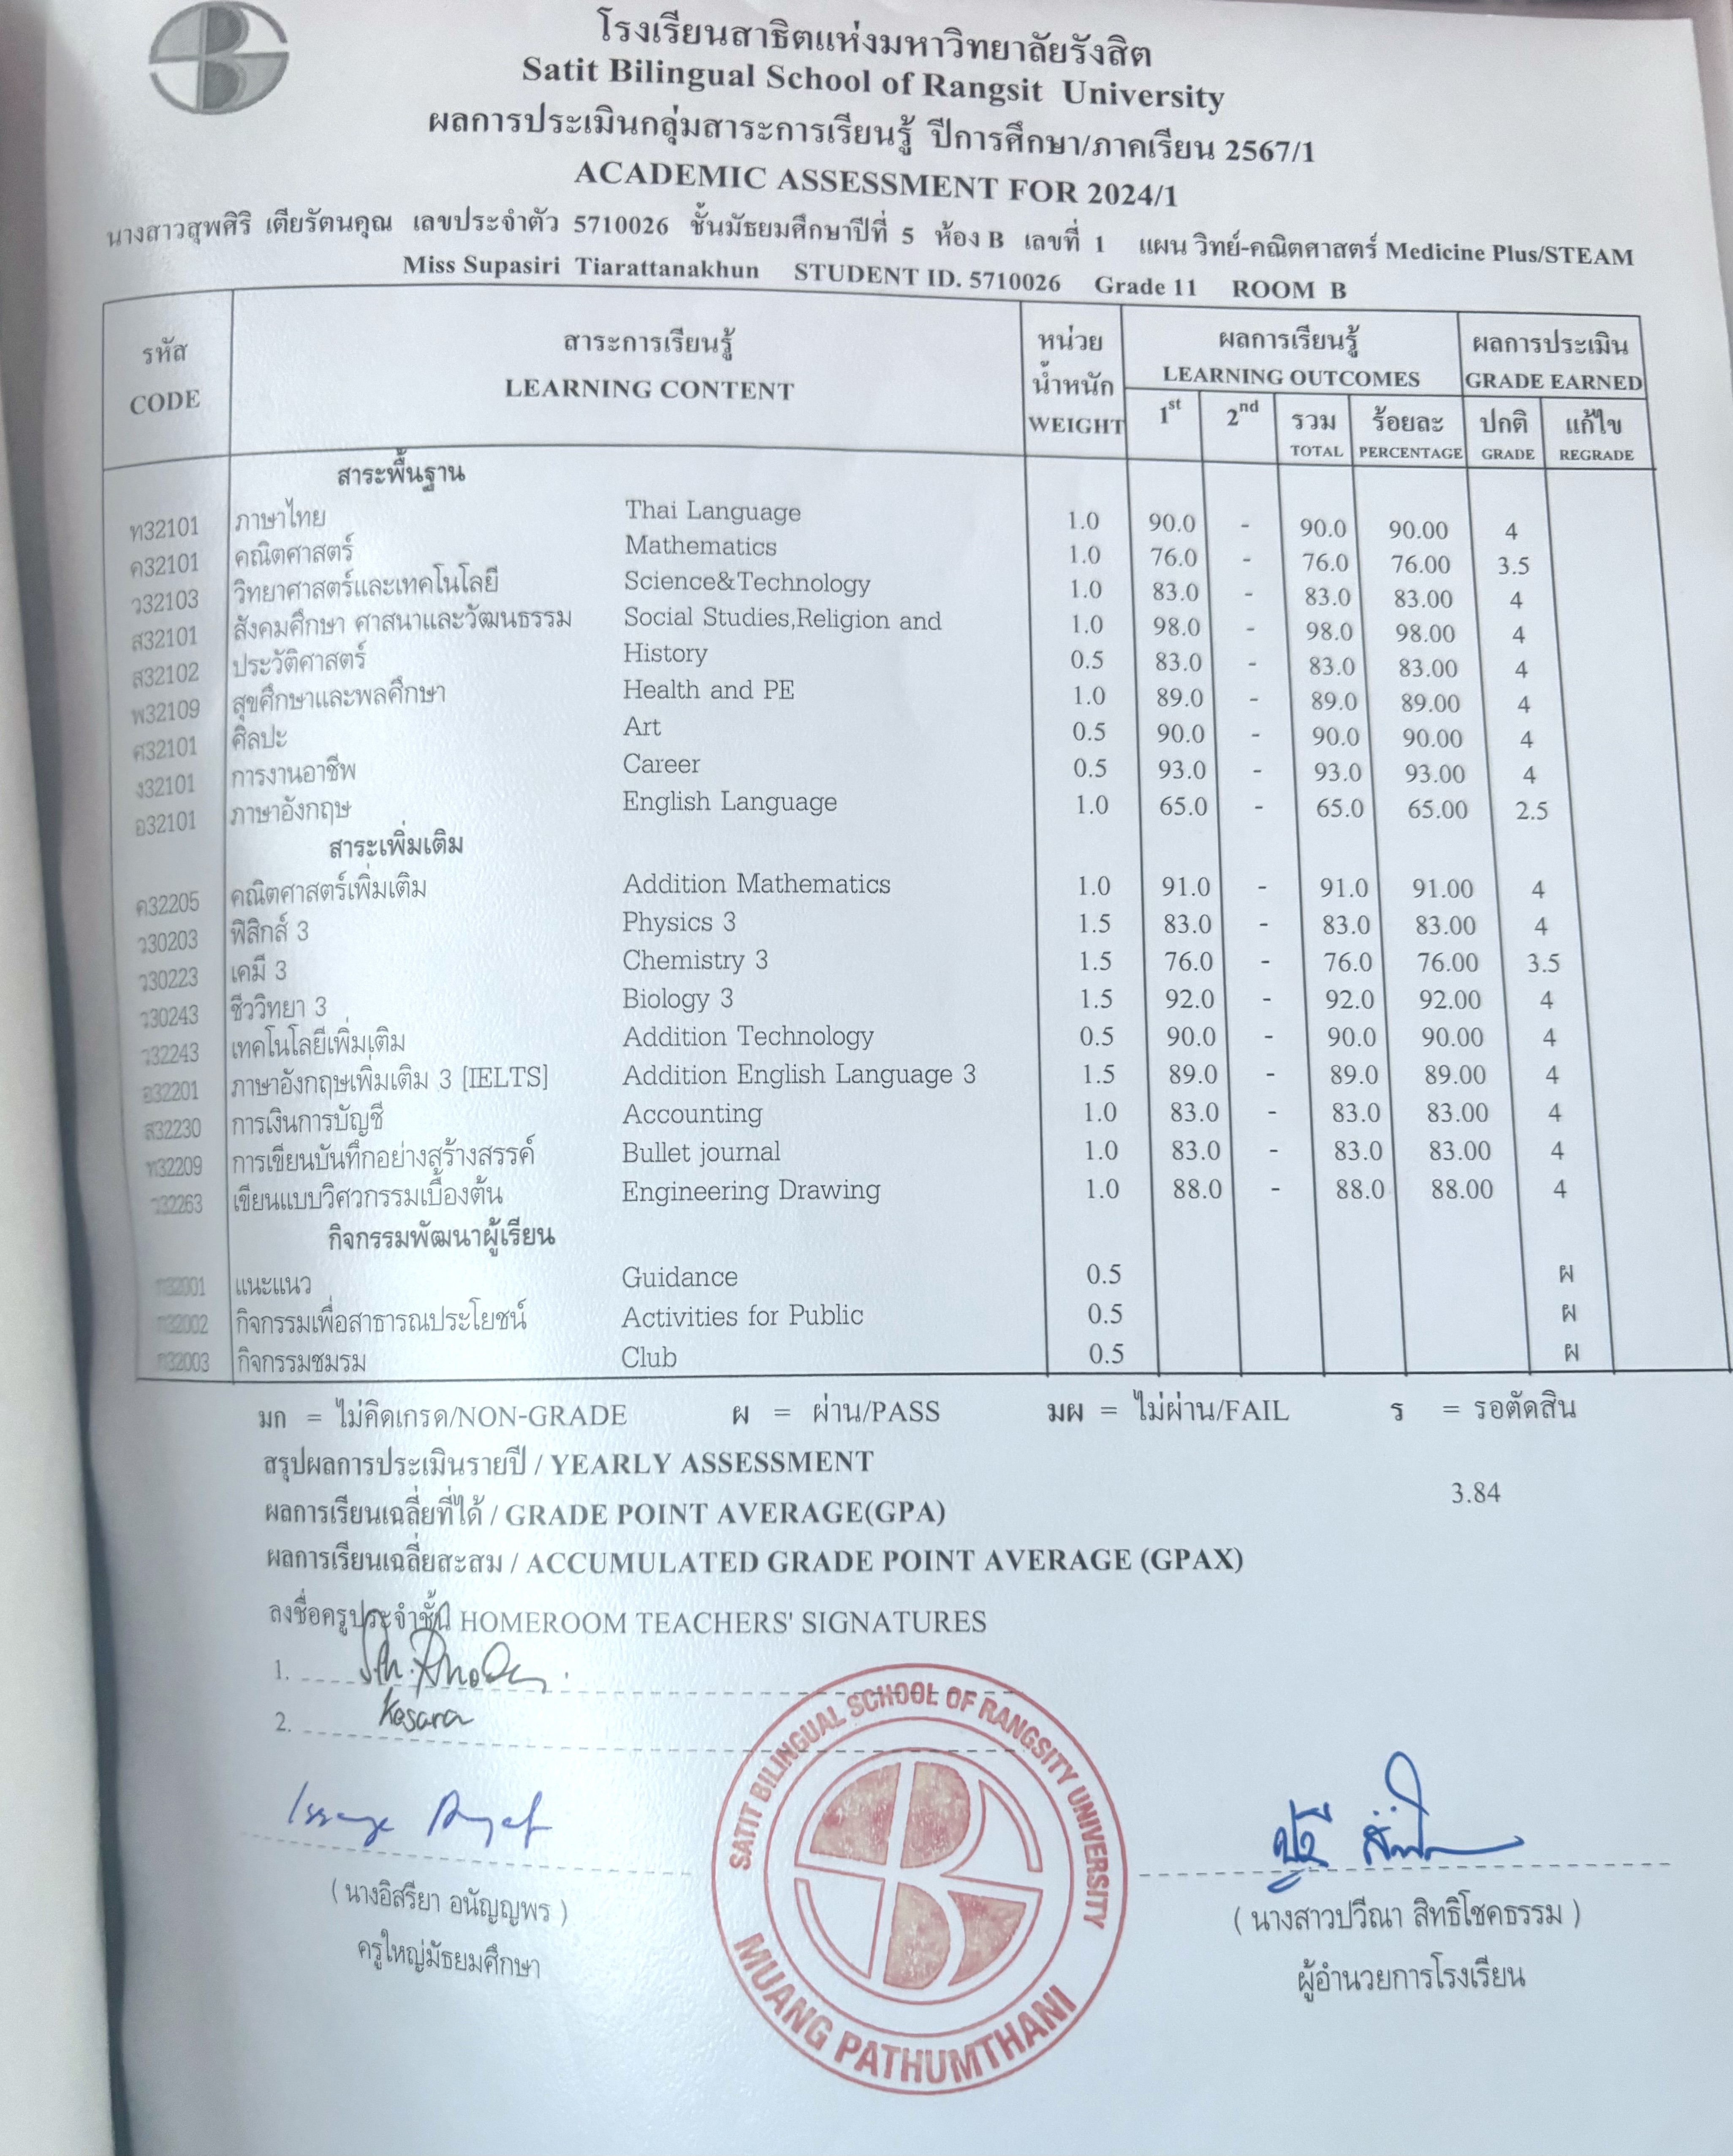 โรงเรียนสาธิตแห่งมหาวิทยาลัยรังสิต
Satit Bilingual School of Rangsit University
ผลการประเมินกลุ่มสาระการเรียนรู้ ปีการศึกษา/ภาคเรียน 2567/1
ACADEMIC ASSESSMENT FOR 2024/1
นางสาวสุพศิริ เตียรัตนคุณ เลขประจำตัว 5710026 ชั้นมัธยมศึกษาปีที่ 5 ห้อง B เลขที่ 1 แผน วิทย์-คณิตศาสตร์ Medicine Plus/STEAM
Miss Supasiri Tiarattanakhun STUDENT ID. 5710026 Grade 11 ROOM B
รหัส สาระการเรียนรู้ หน่วยน้ำหนัก ผลการเรียนรู้ ผลการประเมิน
CODE LEARNING CONTENT WEIGHT LEARNING OUTCOMES GRADE EARNED
1st 2nd รวม ร้อยละ ปกติ แก้ไข
TOTAL PERCENTAGE GRADE REGRADE
สาระพื้นฐาน
ท32101 ภาษาไทย Thai Language 1.0 90.0 - 90.0 90.00 4
ค32101 คณิตศาสตร์ Mathematics 1.0 76.0 - 76.0 76.00 3.5
ว32103 วิทยาศาสตร์และเทคโนโลยี Science&Technology 1.0 83.0 - 83.0 83.00 4
ส32101 สังคมศึกษา ศาสนาและวัฒนธรรม Social Studies,Religion and 1.0 98.0 - 98.0 98.00 4
ส32102 ประวัติศาสตร์ History 0.5 83.0 - 83.0 83.00 4
พ32109 สุขศึกษาและพลศึกษา Health and PE 1.0 89.0 - 89.0 89.00 4
ศ32101 ศิลปะ Art 0.5 90.0 - 90.0 90.00 4
ง32101 การงานอาชีพ Career 0.5 93.0 - 93.0 93.00 4
อ32101 ภาษาอังกฤษ English Language 1.0 65.0 - 65.0 65.00 2.5
สาระเพิ่มเติม
ค32205 คณิตศาสตร์เพิ่มเติม Addition Mathematics 1.0 91.0 - 91.0 91.00 4
ว30203 ฟิสิกส์ 3 Physics 3 1.5 83.0 - 83.0 83.00 4
ว30223 เคมี 3 Chemistry 3 1.5 76.0 - 76.0 76.00 3.5
ว30243 ชีววิทยา 3 Biology 3 1.5 92.0 - 92.0 92.00 4
ว32243 เทคโนโลยีเพิ่มเติม Addition Technology 0.5 90.0 - 90.0 90.00 4
อ32201 ภาษาอังกฤษเพิ่มเติม 3 [IELTS] Addition English Language 3 1.5 89.0 - 89.0 89.00 4
ส32230 การเงินการบัญชี Accounting 1.0 83.0 - 83.0 83.00 4
ท32209 การเขียนบันทึกอย่างสร้างสรรค์ Bullet journal 1.0 83.0 - 83.0 83.00 4
ว32263 เขียนแบบวิศวกรรมเบื้องต้น Engineering Drawing 1.0 88.0 - 88.0 88.00 4
กิจกรรมพัฒนาผู้เรียน
แนะแนว Guidance 0.5 ผ
ก32002 กิจกรรมเพื่อสาธารณประโยชน์ Activities for Public 0.5 ผ
ก32003 กิจกรรมชมรม Club 0.5 ผ
มก = ไม่คิดเกรด/NON-GRADE ผ = ผ่าน/PASS มผ = ไม่ผ่าน/FAIL ร = รอตัดสิน
สรุปผลการประเมินรายปี / YEARLY ASSESSMENT
ผลการเรียนเฉลี่ยที่ได้ / GRADE POINT AVERAGE(GPA) 3.84
ผลการเรียนเฉลี่ยสะสม / ACCUMULATED GRADE POINT AVERAGE (GPAX)
ลงชื่อครูประจำชั้น HOMEROOM TEACHERS' SIGNATURES
1.
2. Kesara
SATIT BILINGUAL SCHOOL OF RANGSITY UNIVERSITY
MUANG PATHUMTHANI
( นางอิสรียา อนัญญพร ) ( นางสาวปวีณา สิทธิโชคธรรม )
ครูใหญ่มัธยมศึกษา ผู้อำนวยการโรงเรียน